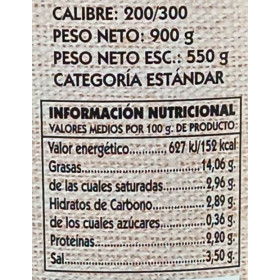 CALIBRE: 200/300
PESO NETO: 900 g
PESO NETO ESC.: 550 g
CATEGORÍA ESTÁNDAR
INFORMACIÓN NUTRICIONAL
VALORES MEDIOS POR 100 g. DE PRODUCTO
Valor energético............ 627 kJ/152 kcal
Grasas..............................14,06 g.
de las cuales saturadas......2,96 g.
Hidratos de Carbono.........2,89 g.
de los cuales azúcares.......0,36 g.
Proteínas..........................2,20 g.
Sal....................................3,50 g.